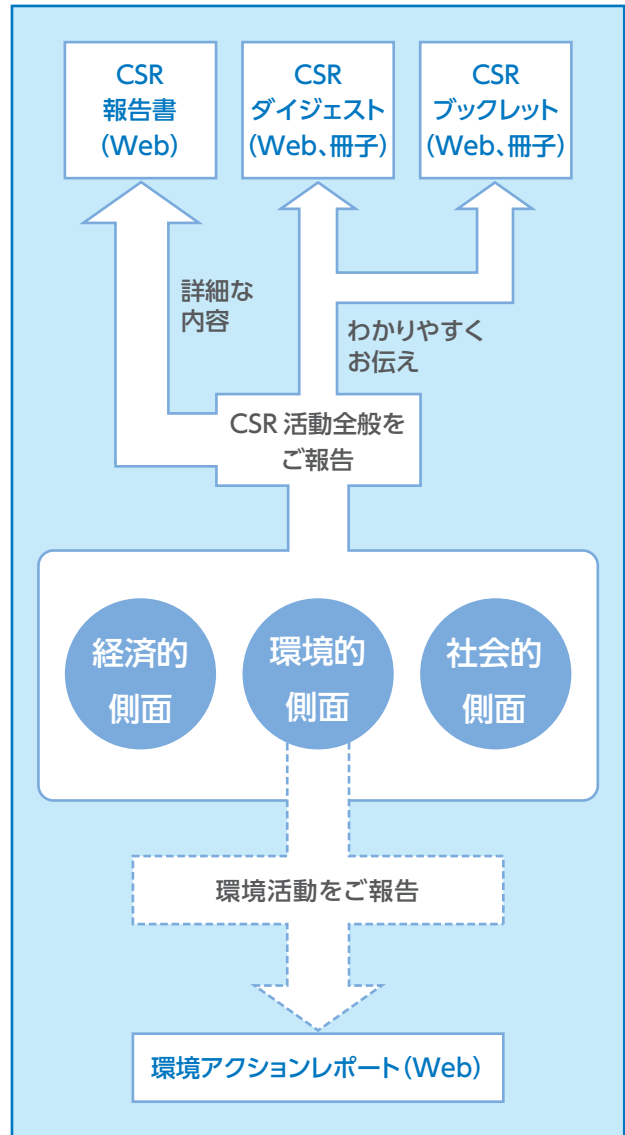 CSR
報告書
(Web)
CSR
ダイジェスト
(Web、冊子)
CSR
ブックレット
(Web、冊子)
詳細な
内容
わかりやすく
お伝え
CSR 活動全般を
ご報告
経済的
側面
環境的
側面
社会的
側面
環境活動をご報告
環境アクションレポート(Web)